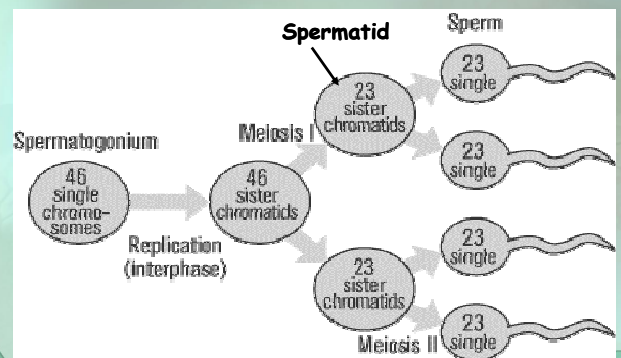 Spermatid
Sperm
Spermatogonium
46
single
chromo-
somes
Replication
(interphase)
46
sister
chromatids
Meiosis I
23
sister
chromatids
23
sister
chromatids
Meiosis II
23
single
23
single
23
single
23
single